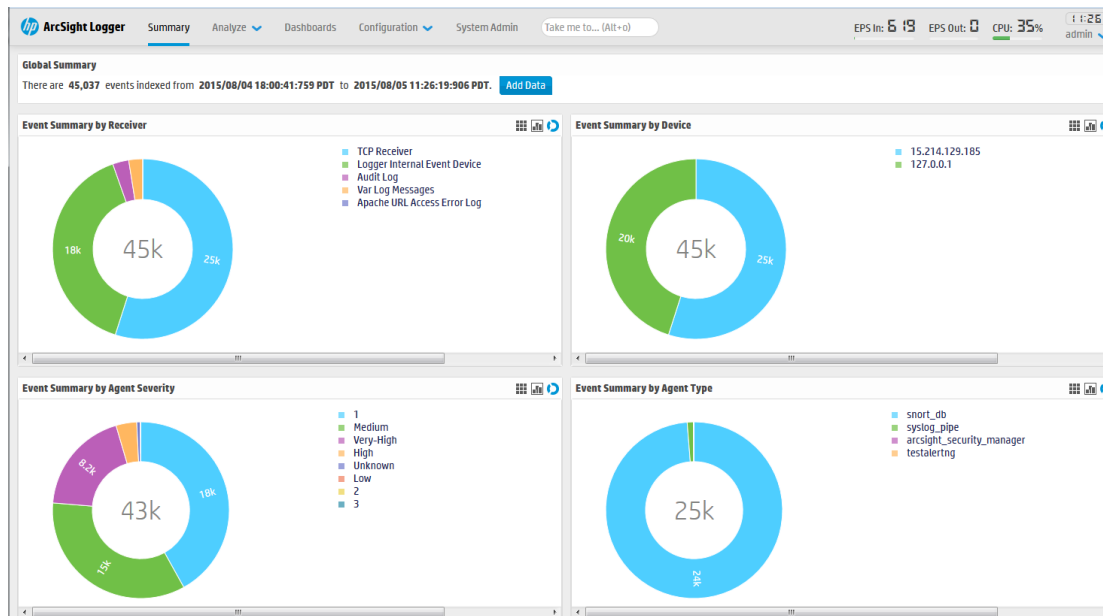 hp ArcSight Logger Summary Analyze Dashboards Configuration System Admin Take me to... (Alt+o) EPS In: 619 EPS Out: 0 CPU: 35% 11:26
admin
Global Summary
There are 45,037 events indexed from 2015/08/04 18:00:41:759 PDT to 2015/08/05 11:26:19:906 PDT. Add Data
Event Summary by Receiver
45k
18k
25k
TCP Receiver
Logger Internal Event Device
Audit Log
Var Log Messages
Apache URL Access Error Log
Event Summary by Device
45k
20k
25k
15.214.129.185
127.0.0.1
Event Summary by Agent Severity
43k
8.2k
18k
15k
1
Medium
Very-High
High
Unknown
Low
2
3
Event Summary by Agent Type
25k
24k
snort_db
syslog_pipe
arcsight_security_manager
testalertng